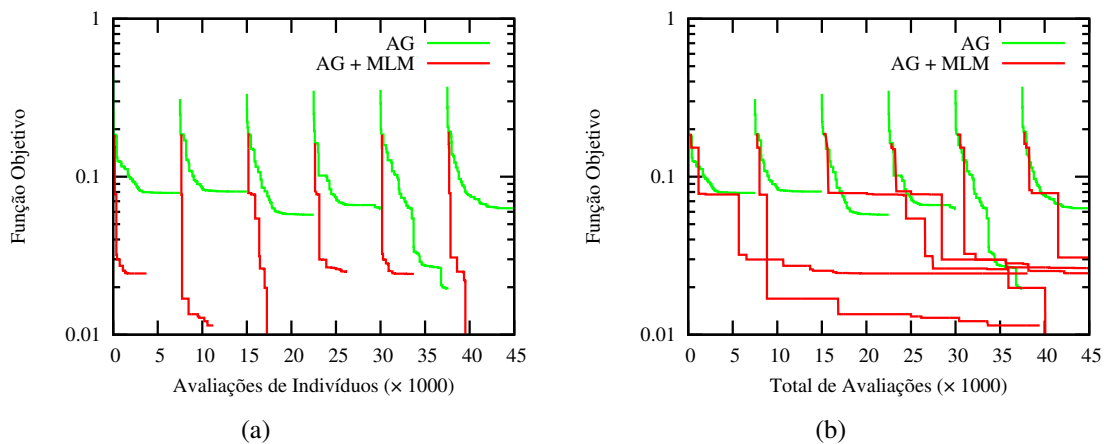 1
0.1
0.01
Função Objetivo
AG
AG + MLM
0 5 10 15 20 25 30 35 40 45
Avaliações de Indivíduos (× 1000)
(a)
1
0.1
0.01
Função Objetivo
AG
AG + MLM
0 5 10 15 20 25 30 35 40 45
Total de Avaliações (× 1000)
(b)